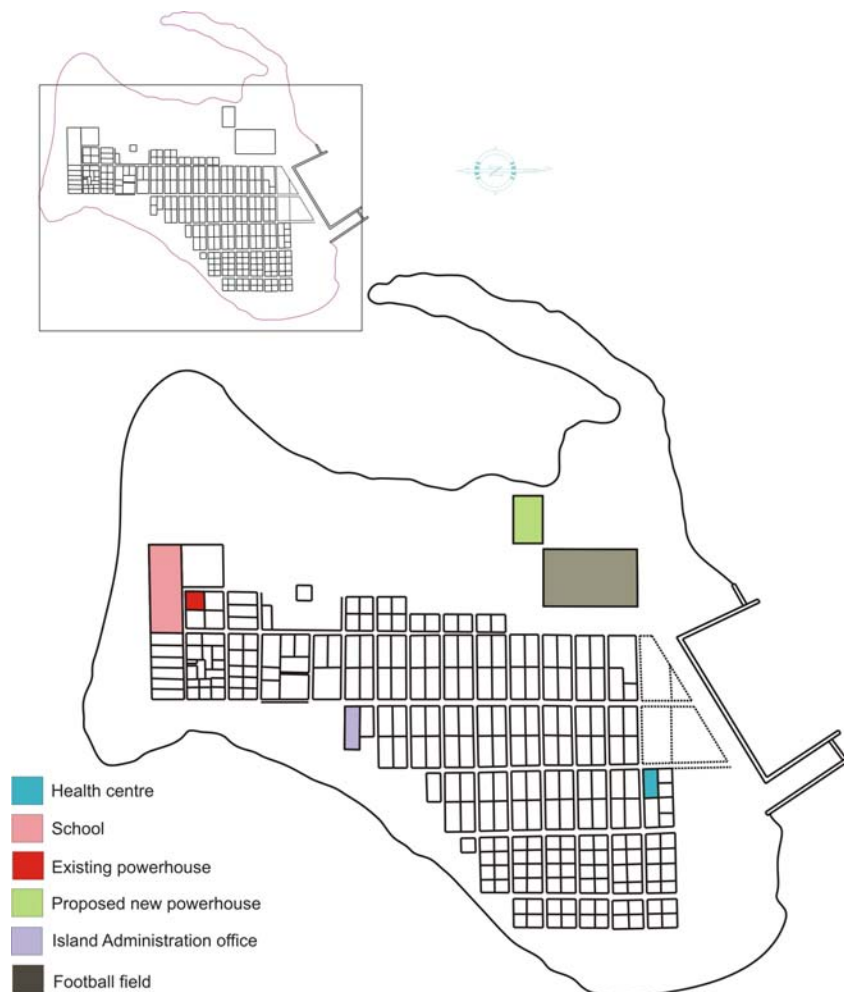 N
Health centre
School
Existing powerhouse
Proposed new powerhouse
Island Administration office
Football field